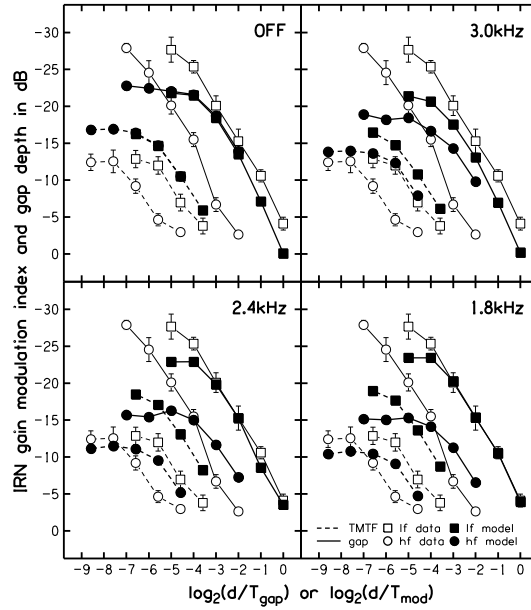 OFF
3.0kHz
-30
-25
-20
-15
-10
-5
0
2.4kHz
1.8kHz
-30
-25
-20
-15
-10
-5
0
IRN gain modulation index and gap depth in dB
TMTF lf data lf model
gap hf data hf model
-9 -8 -7 -6 -5 -4 -3 -2 -1 0 -9 -8 -7 -6 -5 -4 -3 -2 -1 0
log2(d/Tgap) or log2(d/Tmod)